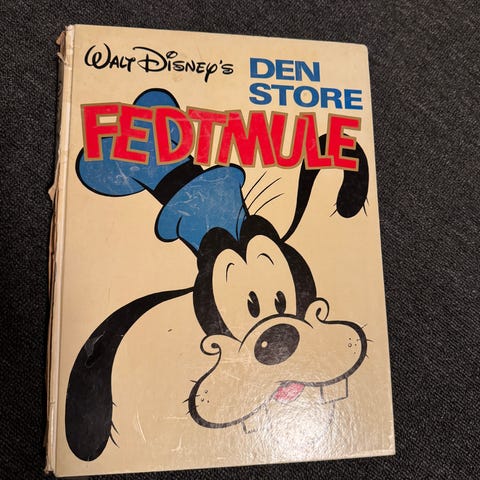 WALT DISNEY'S
DEN
STORE
FEDTMULE